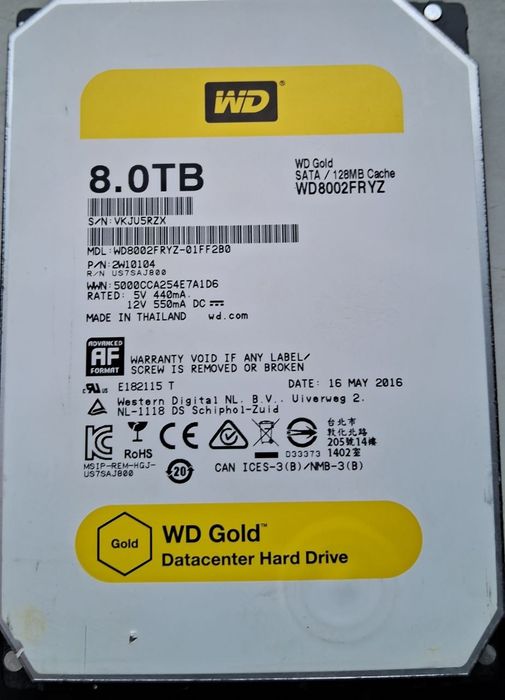 WD®
8.0TB
WD Gold
SATA / 128MB Cache
WD8002FRYZ
S/N: VKJU5RZX
MDL: WD8002FRYZ-01FF2B0
P/N: 2W10104
R/N US7SAJ800
WWN: 5000CCA254E7A1D6
RATED: 5V 440mA.
12V 550mA DC
MADE IN THAILAND wd.com
ADVANCED
AF
FORMAT
WARRANTY VOID IF ANY LABEL/
SCREW IS REMOVED OR BROKEN
E182115 T
DATE: 16 MAY 2016
Western Digital NL. B.V.. Uiverweg 2.
NL-1118 DS Schiphol-Zuid
RoHS
CE
台北市
敦化北路
205號14樓
1402室
D33373
MSIP-REM-HGJ-
US7SAJ800
20
CAN ICES-3(B)/NMB-3(B)
Gold
WD Gold™
Datacenter Hard Drive